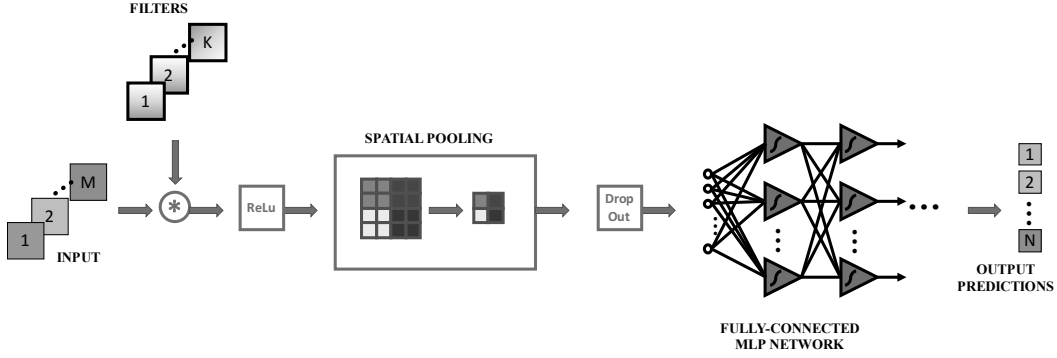 FILTERS
K
2
1
SPATIAL POOLING
M
2
1
INPUT
*
ReLu
Drop
Out
1
2
N
OUTPUT
PREDICTIONS
FULLY-CONNECTED
MLP NETWORK